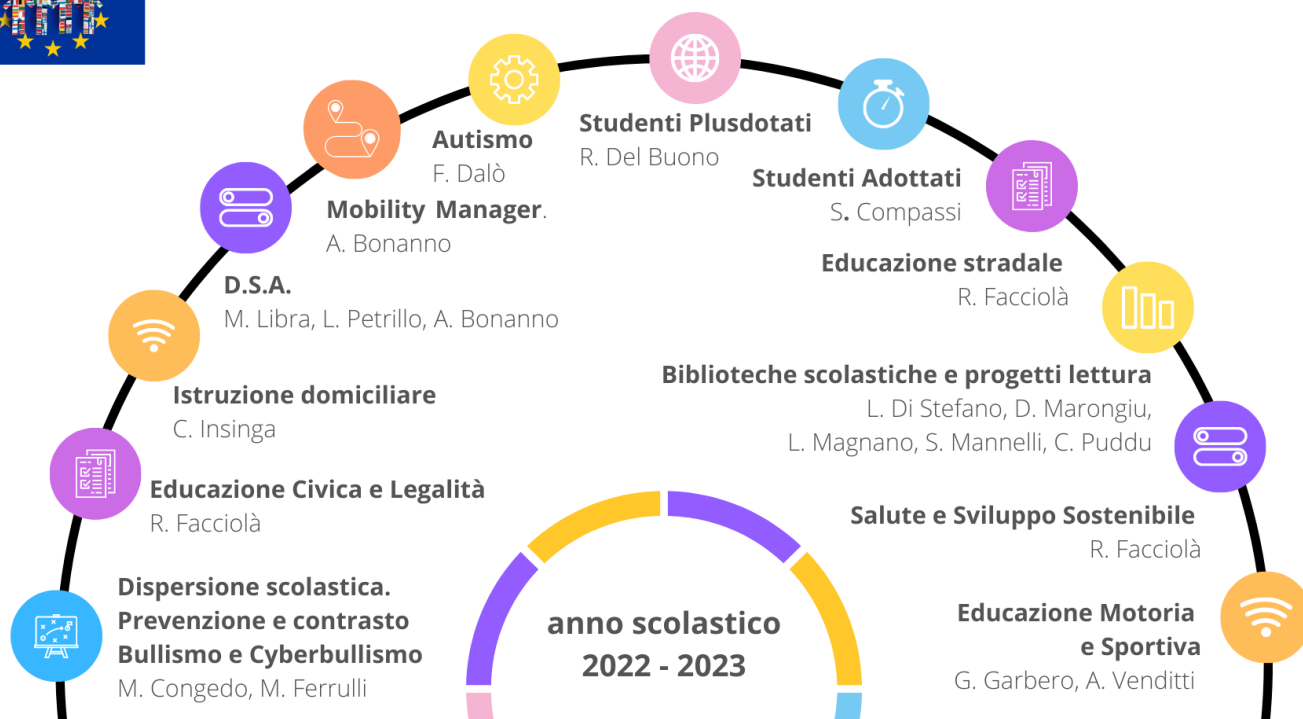 Autismo
F. Dalò
Studenti Plusdotati
R. Del Buono
Studenti Adottati
S. Compassi
Mobility Manager.
A. Bonanno
Educazione stradale
R. Facciolà
D.S.A.
M. Libra, L. Petrillo, A. Bonanno
Biblioteche scolastiche e progetti lettura
L. Di Stefano, D. Marongiu,
L. Magnano, S. Mannelli, C. Puddu
Istruzione domiciliare
C. Insinga
Educazione Civica e Legalità
R. Facciolà
Salute e Sviluppo Sostenibile
R. Facciolà
Dispersione scolastica.
Prevenzione e contrasto
Bullismo e Cyberbullismo
M. Congedo, M. Ferrulli
anno scolastico
2022 - 2023
Educazione Motoria
e Sportiva
G. Garbero, A. Venditti